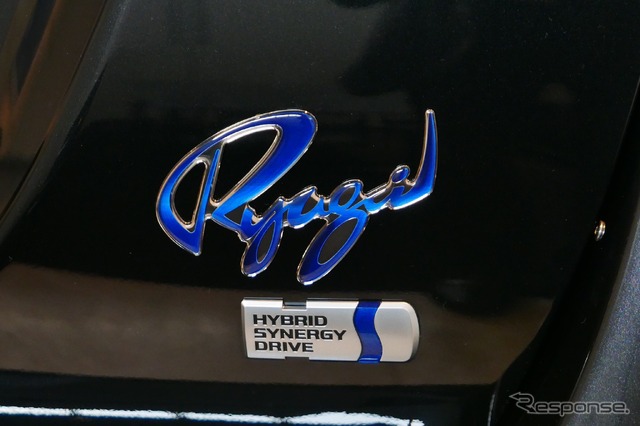 Ryugi
HYBRID
SYNERGY
DRIVE
Response.